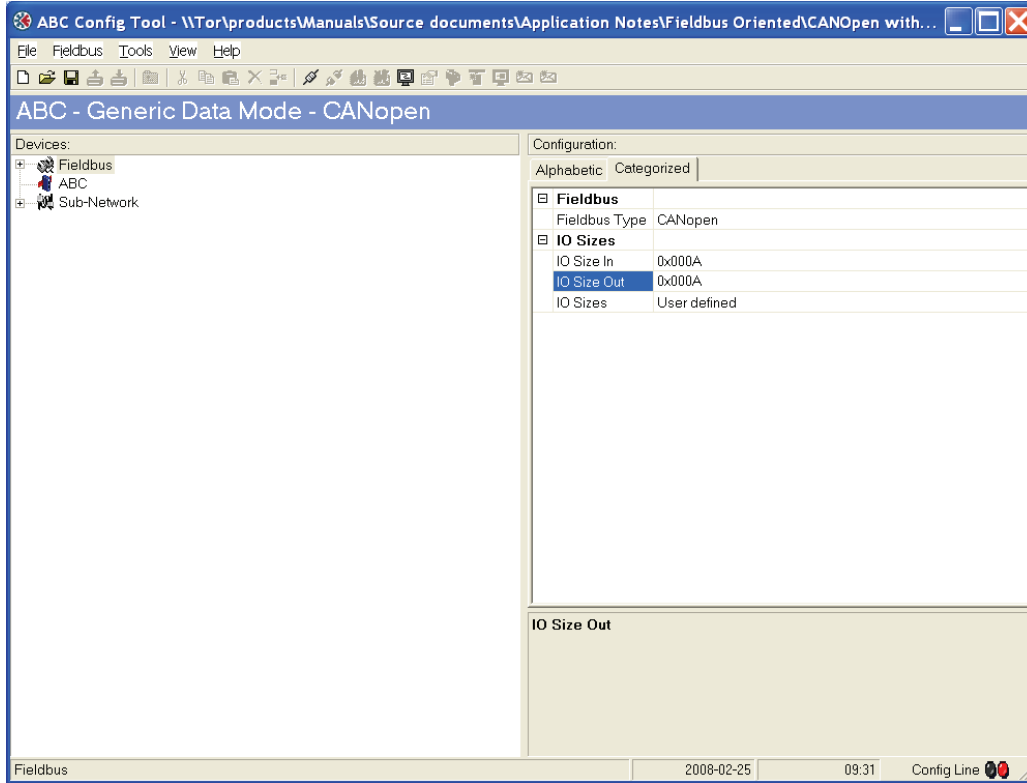 ABC Config Tool - \\Tor\products\Manuals\Source documents\Application Notes\Fieldbus Oriented\CANOpen with...
File Fieldbus Tools View Help
ABC - Generic Data Mode - CANopen
Devices:
Fieldbus
ABC
Sub-Network
Configuration:
Alphabetic Categorized
Fieldbus
Fieldbus Type CANopen
IO Sizes
IO Size In 0x000A
IO Size Out 0x000A
IO Sizes User defined
IO Size Out
Fieldbus 2008-02-25 09:31 Config Line